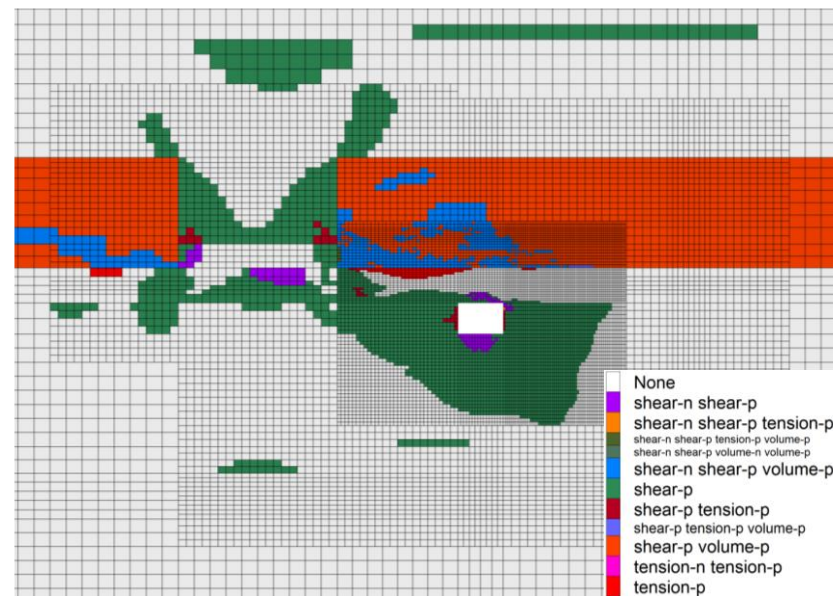 None
shear-n shear-p
shear-n shear-p tension-p
shear-n shear-p tension-p volume-p
shear-n shear-p volume-n volume-p
shear-n shear-p volume-p
shear-p
shear-p tension-p
shear-p tension-p volume-p
shear-p volume-p
tension-n tension-p
tension-p